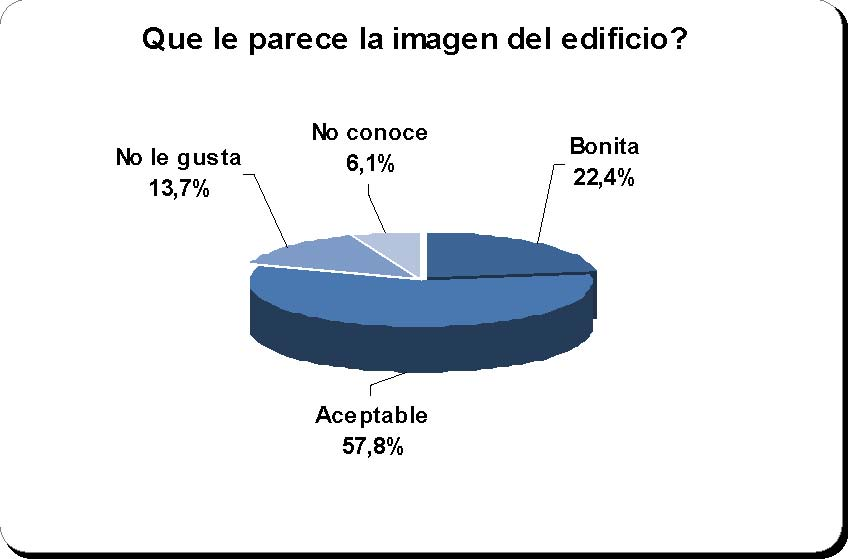 Que le parece la imagen del edificio?
No conoce
6,1%
Bonita
22,4%
No le gusta
13,7%
Aceptable
57,8%